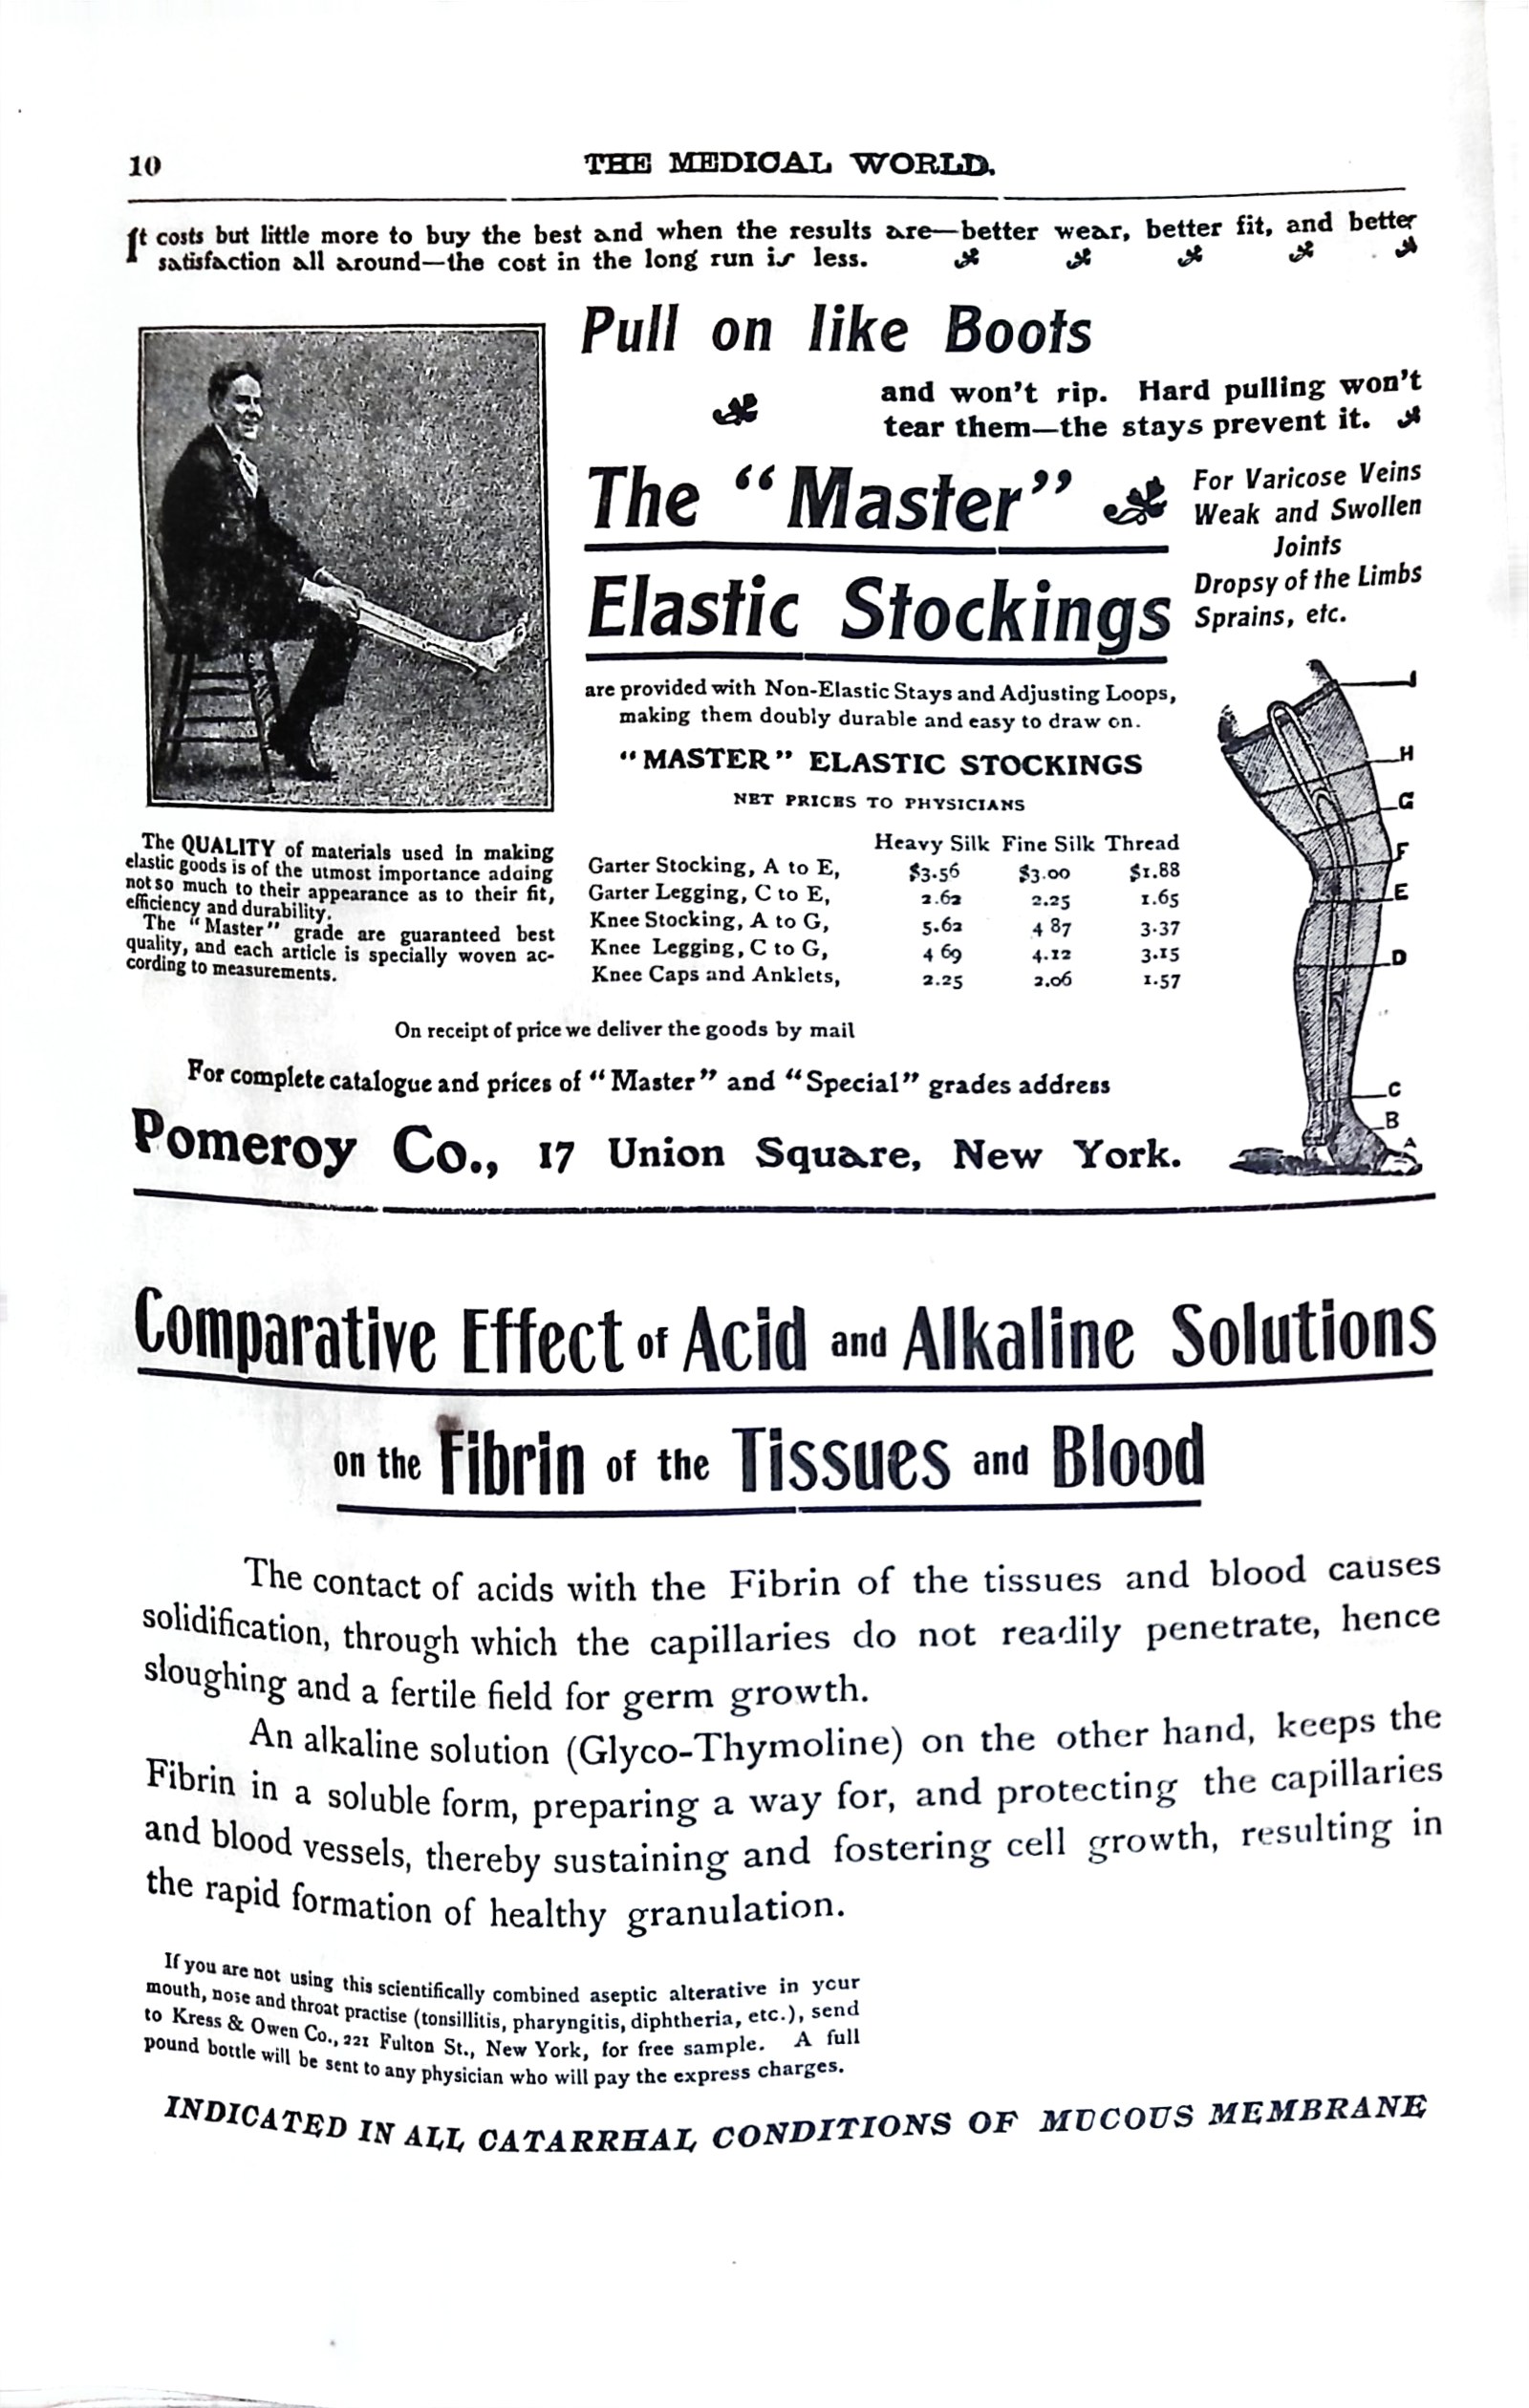 10
THE MEDICAL WORLD.
It costs but little more to buy the best and when the results are—better wear, better fit, and better
satisfaction all around—the cost in the long run is less.
Pull on like Boots
and won't rip. Hard pulling won't
tear them—the stays prevent it.
The "Master"
Elastic Stockings
For Varicose Veins
Weak and Swollen
Joints
Dropsy of the Limbs
Sprains, etc.
are provided with Non-Elastic Stays and Adjusting Loops,
making them doubly durable and easy to draw on.
"MASTER" ELASTIC STOCKINGS
NET PRICES TO PHYSICIANS
Heavy Silk Fine Silk Thread
Garter Stocking, A to E, $3.56 $3.00 $1.88
Garter Legging, C to E, 2.62 2.25 1.65
Knee Stocking, A to G, 5.62 4 87 3.37
Knee Legging, C to G, 4 69 4.12 3.15
Knee Caps and Anklets, 2.25 2.06 1.57
The QUALITY of materials used in making
elastic goods is of the utmost importance adding
not so much to their appearance as to their fit,
efficiency and durability.
The "Master" grade are guaranteed best
quality, and each article is specially woven ac-
cording to measurements.
I
H
G
F
E
D
C
B
A
On receipt of price we deliver the goods by mail
For complete catalogue and prices of "Master" and "Special" grades address
Pomeroy Co., 17 Union Square, New York.
Comparative Effect of Acid and Alkaline Solutions
on the Fibrin of the Tissues and Blood
The contact of acids with the Fibrin of the tissues and blood causes
solidification, through which the capillaries do not readily penetrate, hence
sloughing and a fertile field for germ growth.
An alkaline solution (Glyco-Thymoline) on the other hand, keeps the
Fibrin in a soluble form, preparing a way for, and protecting the capillaries
and blood vessels, thereby sustaining and fostering cell growth, resulting in
the rapid formation of healthy granulation.
If you are not using this scientifically combined aseptic alterative in your
mouth, nose and throat practise (tonsillitis, pharyngitis, diphtheria, etc.), send
to Kress & Owen Co., 221 Fulton St., New York, for free sample. A full
pound bottle will be sent to any physician who will pay the express charges.
INDICATED IN ALL CATARRHAL CONDITIONS OF MUCOUS MEMBRANE